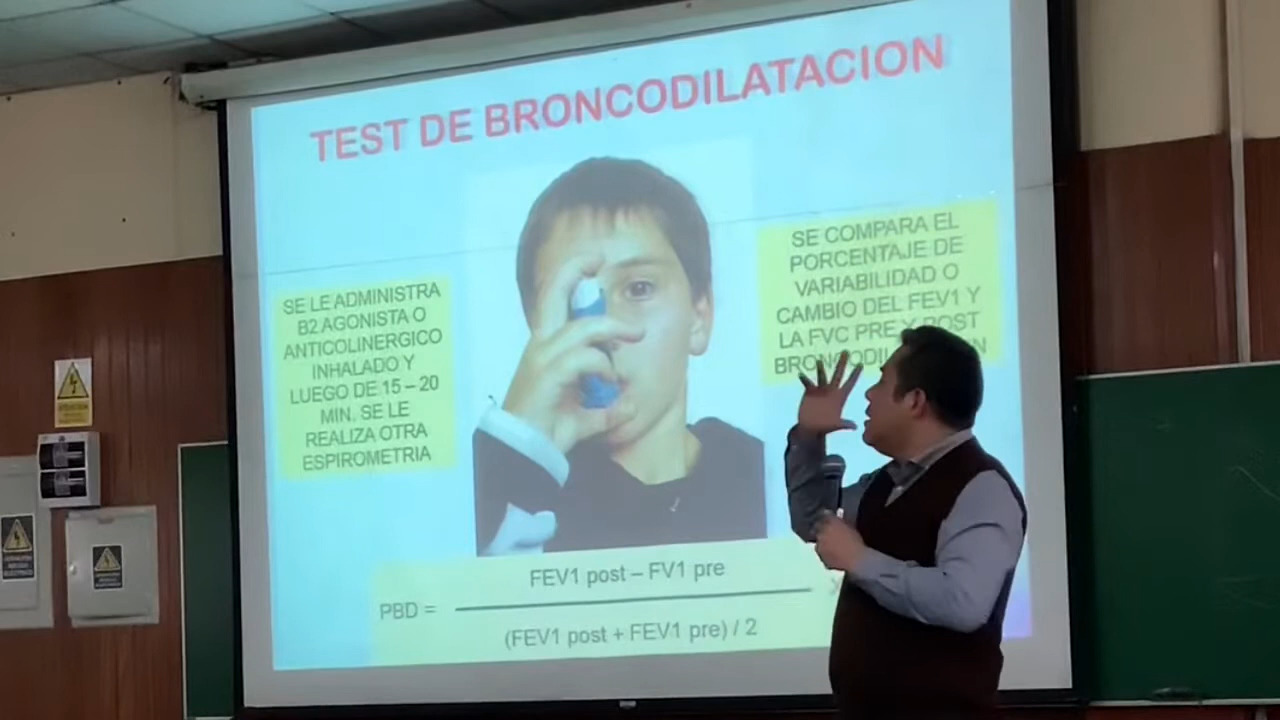 TEST DE BRONCODILATACION
SE LE ADMINISTRA
B2 AGONISTA O
ANTICOLINERGICO
INHALADO Y
LUEGO DE 15 – 20
MIN. SE LE
REALIZA OTRA
ESPIROMETRIA
SE COMPARA EL
PORCENTAJE DE
VARIABILIDAD O
CAMBIO DEL FEV1 Y
LA FVC PRE Y POST
FEV1 post – FV1 pre
PBD =
(FEV1 post + FEV1 pre) / 2